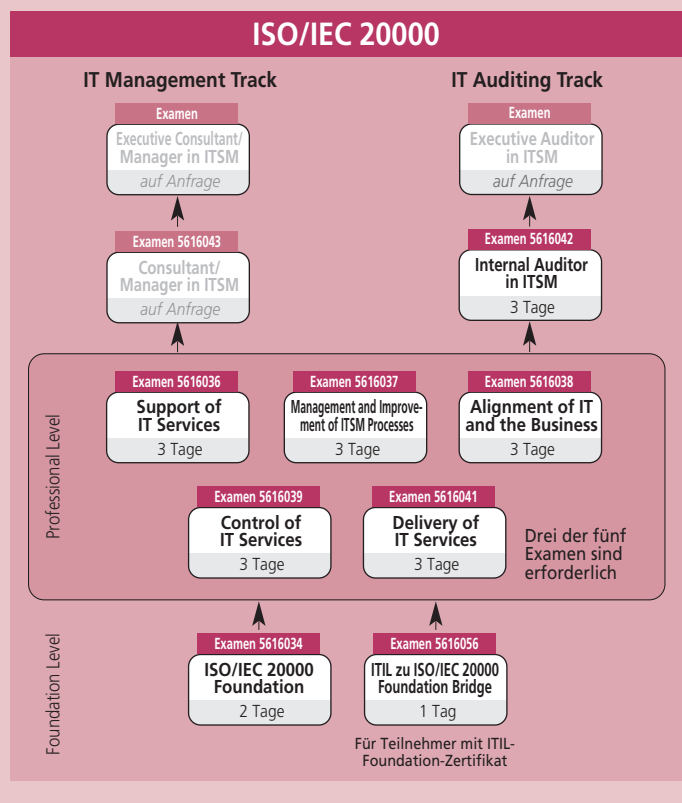 ISO/IEC 20000
IT Management Track
IT Auditing Track
Examen
Executive Consultant/
Manager in ITSM
auf Anfrage
Examen
Executive Auditor
in ITSM
auf Anfrage
Examen 5616043
Consultant/
Manager in ITSM
auf Anfrage
Examen 5616042
Internal Auditor
in ITSM
3 Tage
Professional Level
Examen 5616036
Support of
IT Services
3 Tage
Examen 5616037
Management and Improve-
ment of ITSM Processes
3 Tage
Examen 5616038
Alignment of IT
and the Business
3 Tage
Examen 5616039
Control of
IT Services
3 Tage
Examen 5616041
Delivery of
IT Services
3 Tage
Drei der fünf
Examen sind
erforderlich
Foundation Level
Examen 5616034
ISO/IEC 20000
Foundation
2 Tage
Examen 5616056
ITIL zu ISO/IEC 20000
Foundation Bridge
1 Tag
Für Teilnehmer mit ITIL-
Foundation-Zertifikat